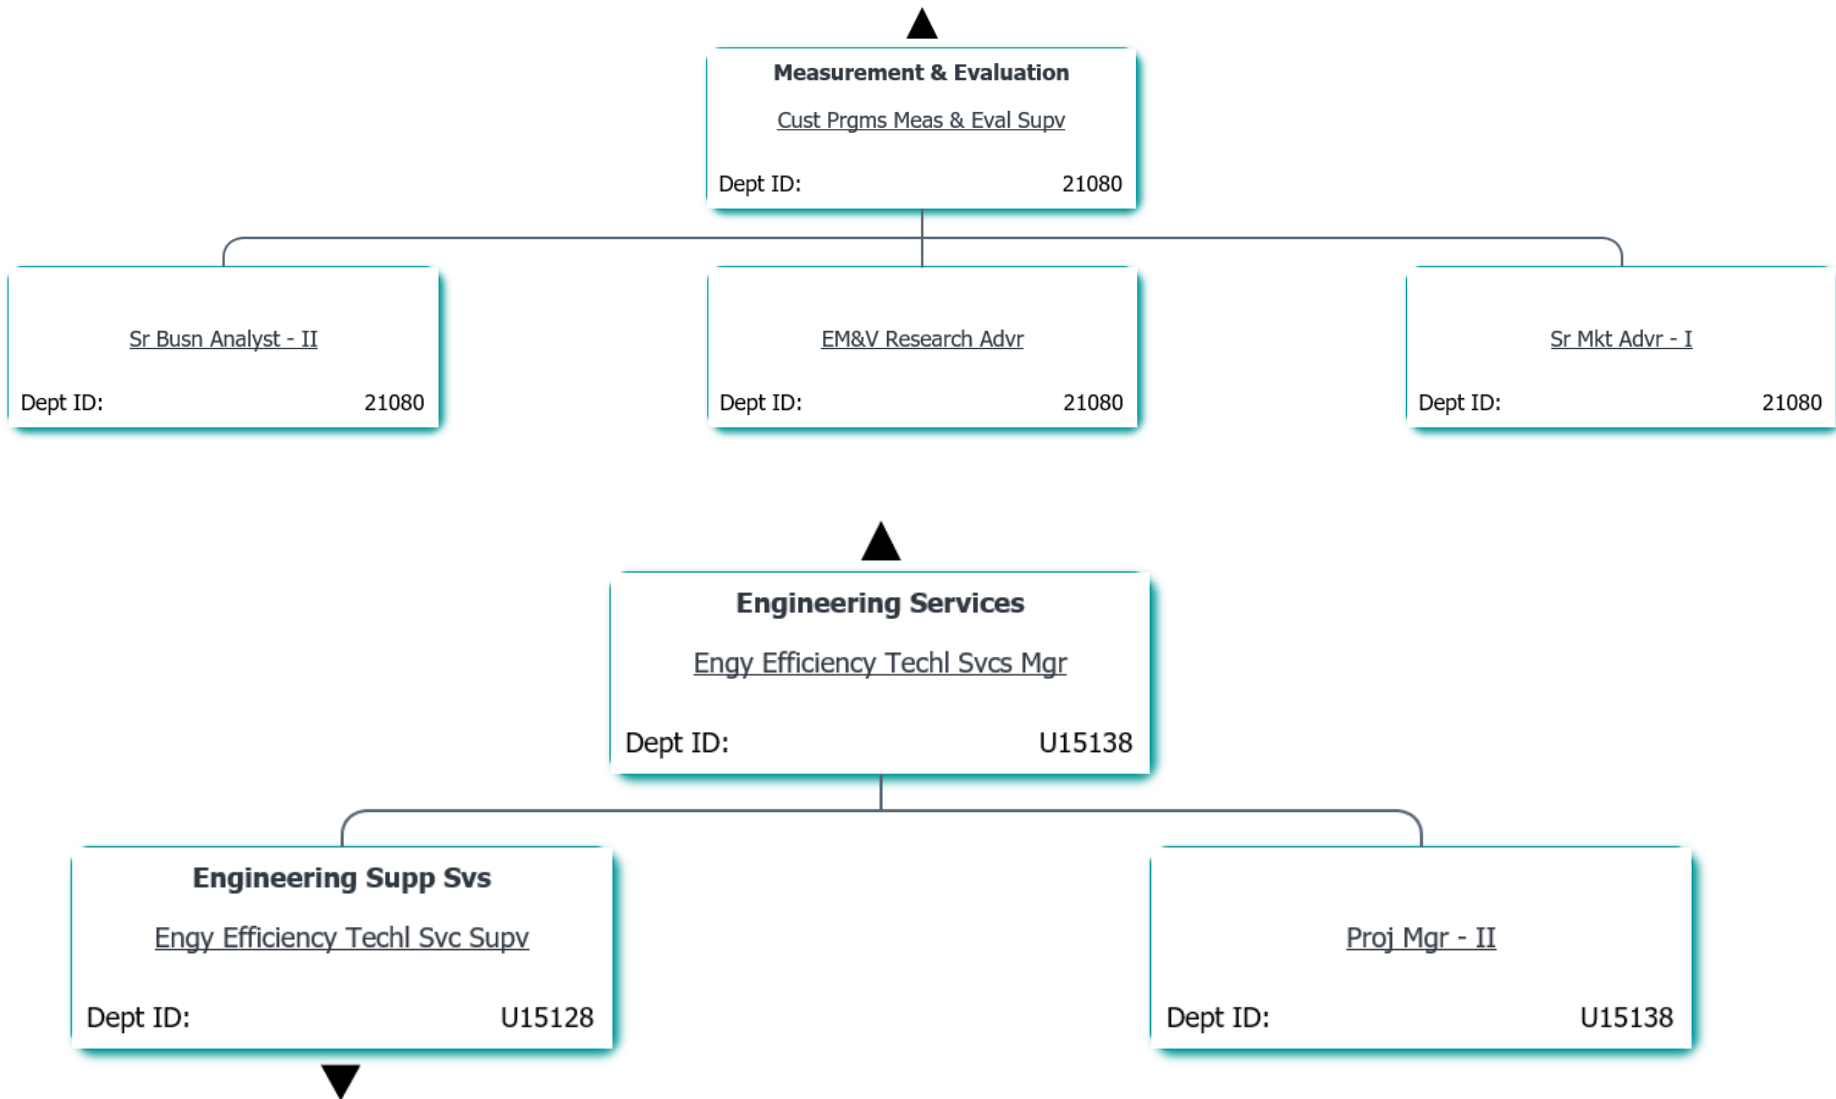 Measurement & Evaluation
Cust Prgms Meas & Eval Supv
Dept ID: 21080
Sr Busn Analyst - II
Dept ID: 21080
EM&V Research Advr
Dept ID: 21080
Sr Mkt Advr - I
Dept ID: 21080
Engineering Services
Engy Efficiency Techl Svcs Mgr
Dept ID: U15138
Engineering Supp Svs
Engy Efficiency Techl Svc Supv
Dept ID: U15128
Proj Mgr - II
Dept ID: U15138